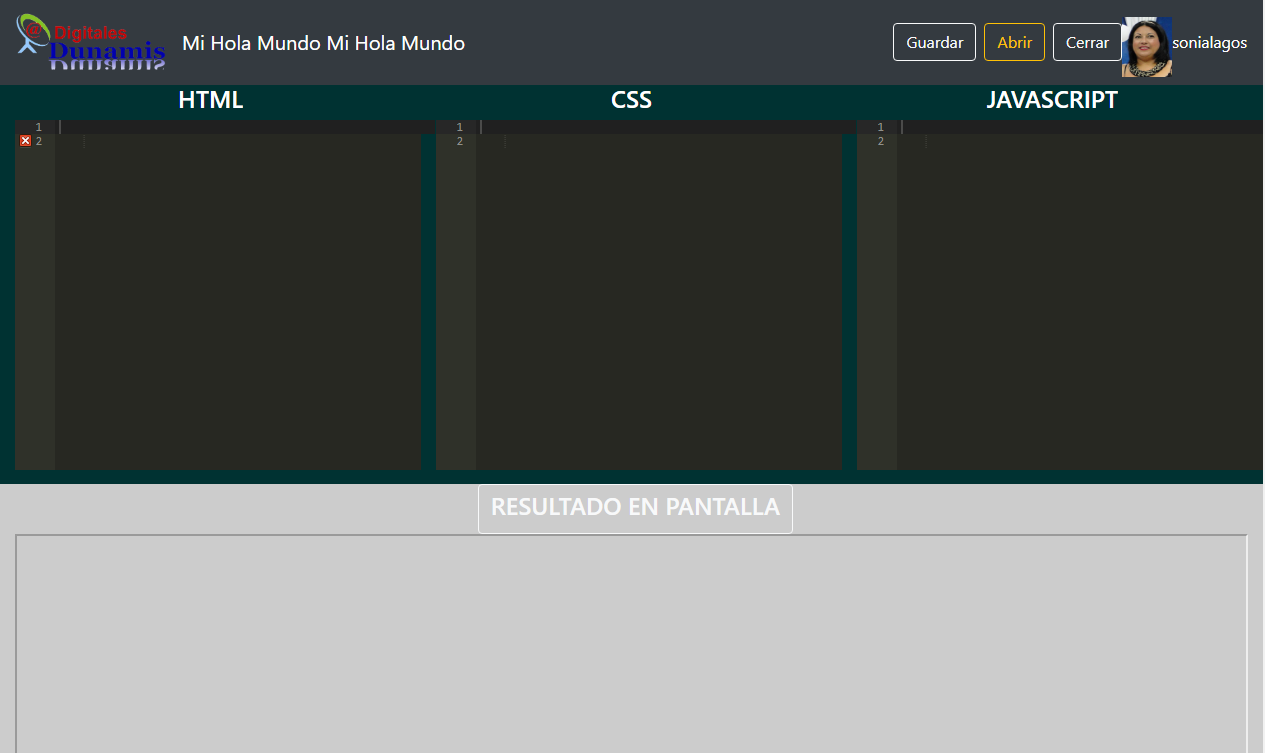 @ Digitales
Dunamis
Mi Hola Mundo Mi Hola Mundo
Guardar
Abrir
Cerrar
sonialagos
HTML
CSS
JAVASCRIPT
1
2
1
2
1
2
RESULTADO EN PANTALLA